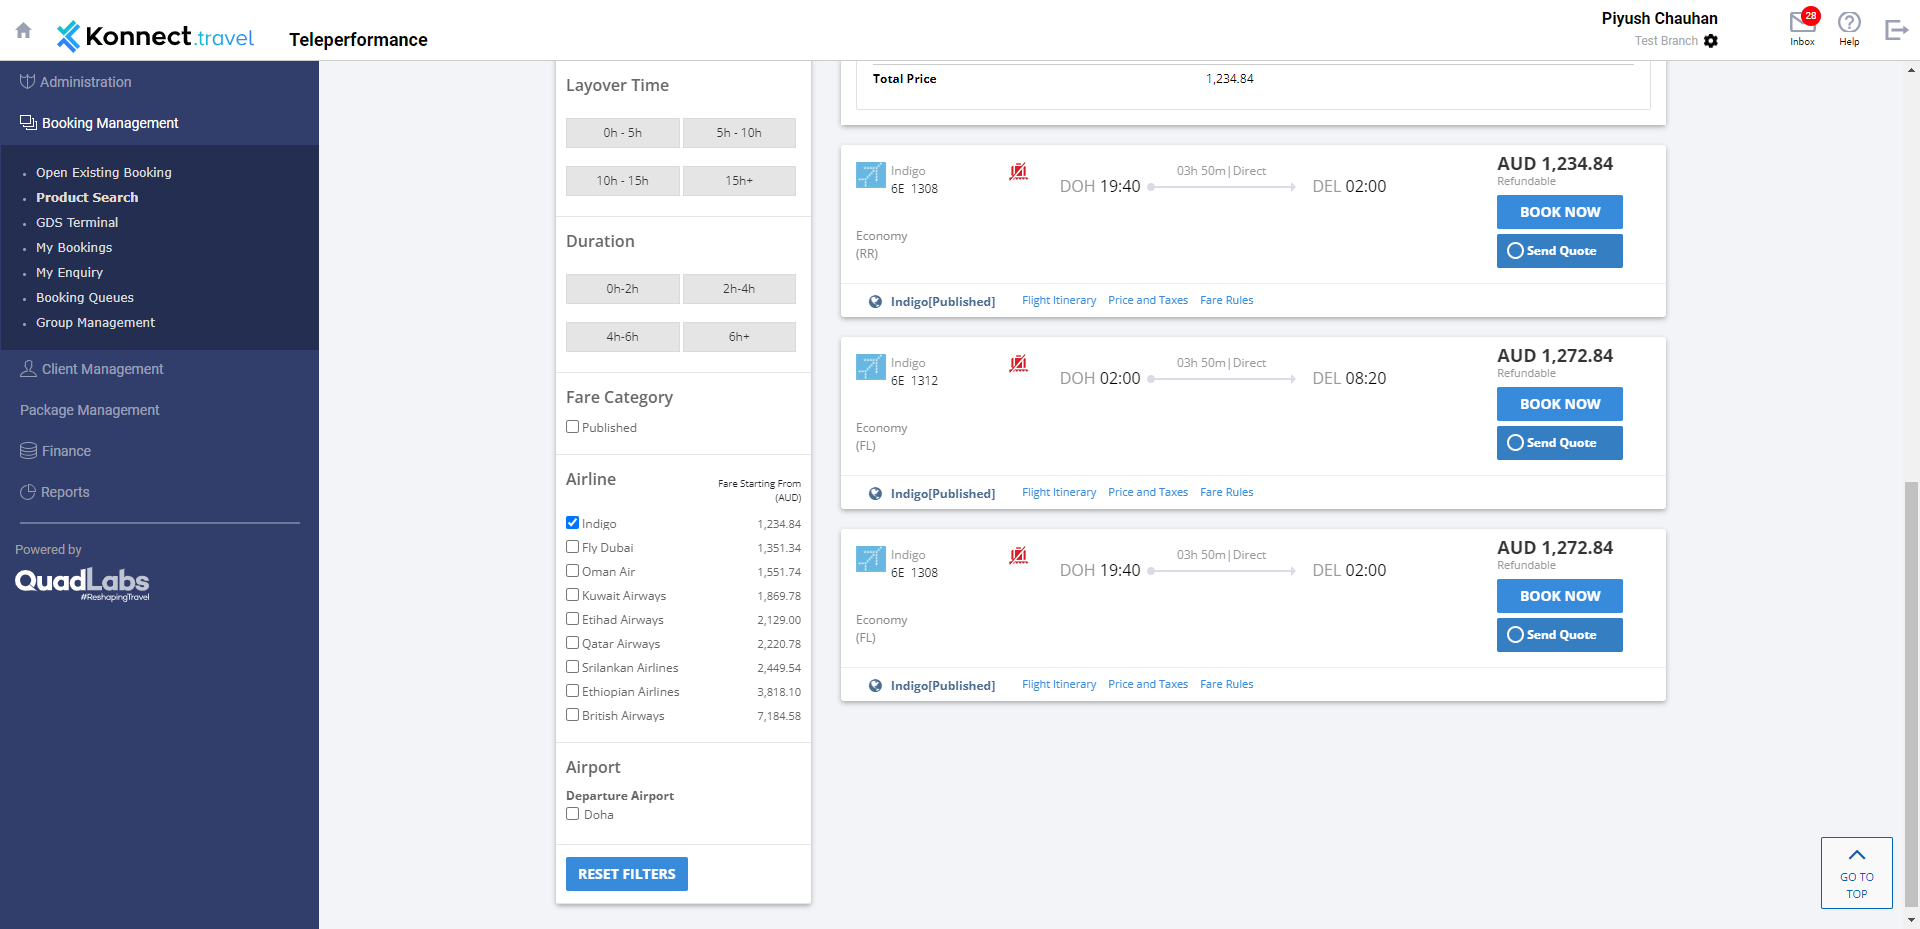 Konnect.travel
Teleperformance
Piyush Chauhan
Test Branch
28
Inbox
Help
Administration
Booking Management
Open Existing Booking
Product Search
GDS Terminal
My Bookings
My Enquiry
Booking Queues
Group Management
Client Management
Package Management
Finance
Reports
Powered by
QuadLabs
#ReshapingTravel
Layover Time
0h - 5h 5h - 10h
10h - 15h 15h+
Duration
0h-2h 2h-4h
4h-6h 6h+
Fare Category
Published
Airline Fare Starting From
(AUD)
Indigo 1,234.84
Fly Dubai 1,351.34
Oman Air 1,551.74
Kuwait Airways 1,869.78
Etihad Airways 2,129.00
Qatar Airways 2,220.78
Srilankan Airlines 2,449.54
Ethiopian Airlines 3,818.10
British Airways 7,184.58
Airport
Departure Airport
Doha
RESET FILTERS
Total Price 1,234.84
Indigo
6E 1308
DOH 19:40
03h 50m|Direct
DEL 02:00
AUD 1,234.84
Refundable
BOOK NOW
Send Quote
Economy
(RR)
Indigo[Published] Flight Itinerary Price and Taxes Fare Rules
Indigo
6E 1312
DOH 02:00
03h 50m|Direct
DEL 08:20
AUD 1,272.84
Refundable
BOOK NOW
Send Quote
Economy
(FL)
Indigo[Published] Flight Itinerary Price and Taxes Fare Rules
Indigo
6E 1308
DOH 19:40
03h 50m|Direct
DEL 02:00
AUD 1,272.84
Refundable
BOOK NOW
Send Quote
Economy
(FL)
Indigo[Published] Flight Itinerary Price and Taxes Fare Rules
GO TO
TOP